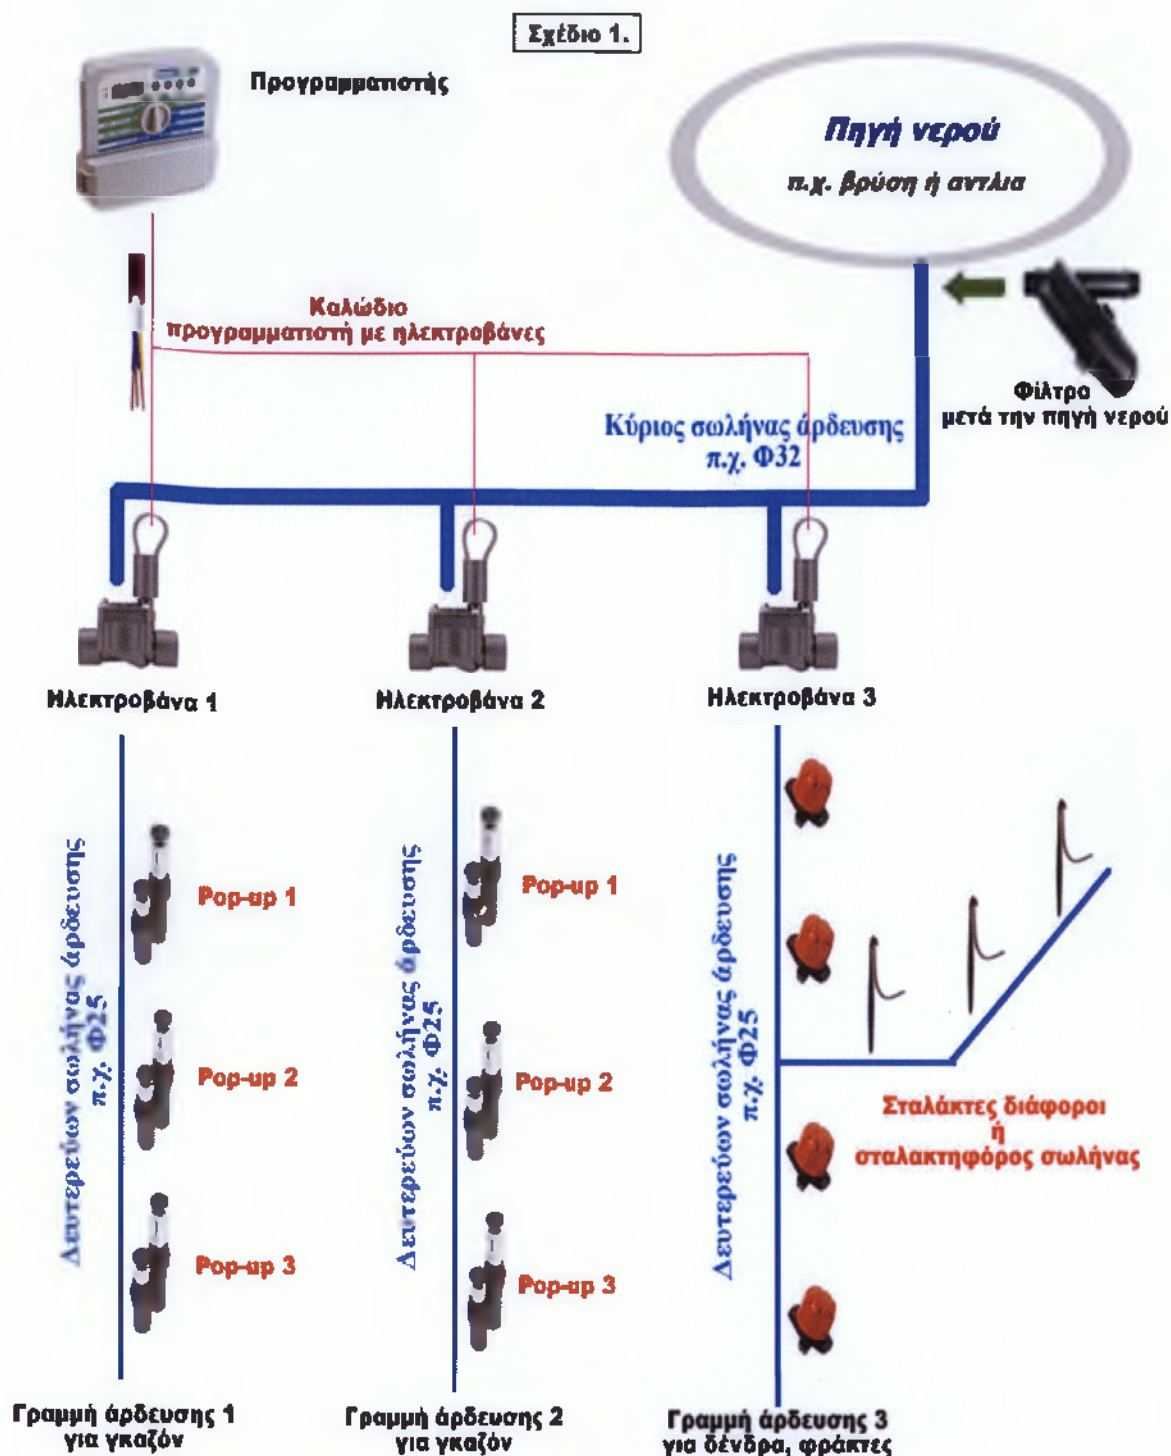 Σχέδιο 1.
Προγραμματιστής
Πηγή νερού
π.χ. βρύση ή αντλια
Καλώδιο
προγραμματιστή με ηλεκτροβάνες
Φίλτρο
μετά την πηγή νερού
Κύριος σωλήνας άρδευσης
π.χ. Φ32
Ηλεκτροβάνα 1
Ηλεκτροβάνα 2
Ηλεκτροβάνα 3
Δευτερεύων σωλήνας άρδευσης
π.χ. Φ25
Pop-up 1
Pop-up 2
Pop-up 3
Δευτερεύων σωλήνας άρδευσης
π.χ. Φ25
Pop-up 1
Pop-up 2
Pop-up 3
Δευτερεύων σωλήνας άρδευσης
π.χ. Φ25
Σταλάκτες διάφοροι
ή
σταλακτηφόρος σωλήνας
Γραμμή άρδευσης 1
για γκαζόν
Γραμμή άρδευσης 2
για γκαζόν
Γραμμή άρδευσης 3
για δένδρα, φράκτες